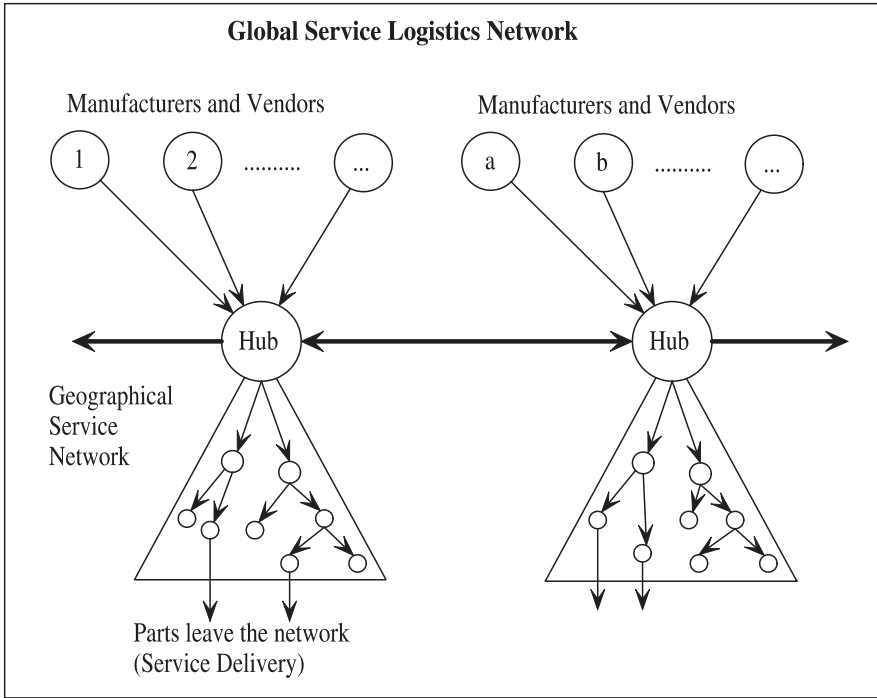 Global Service Logistics Network
Manufacturers and Vendors
Manufacturers and Vendors
1
2
..........
...
a
b
..........
...
Hub
Hub
Geographical
Service
Network
Parts leave the network
(Service Delivery)